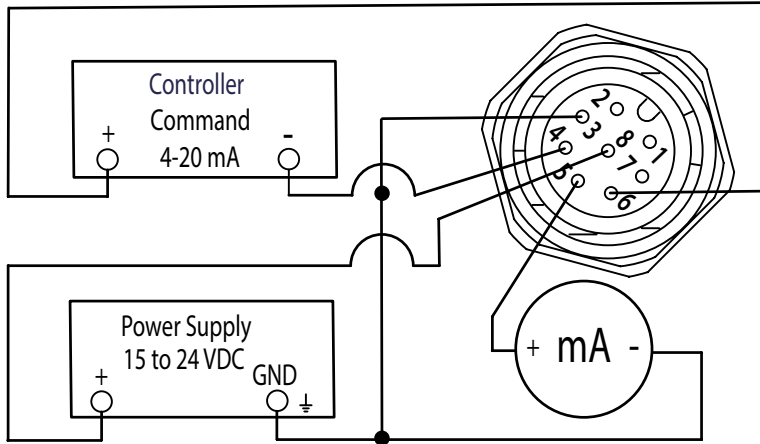 Controller
Command
4-20 mA
+
-
Power Supply
15 to 24 VDC
+
GND
2
3
4
8
1
7
5
6
+ mA -